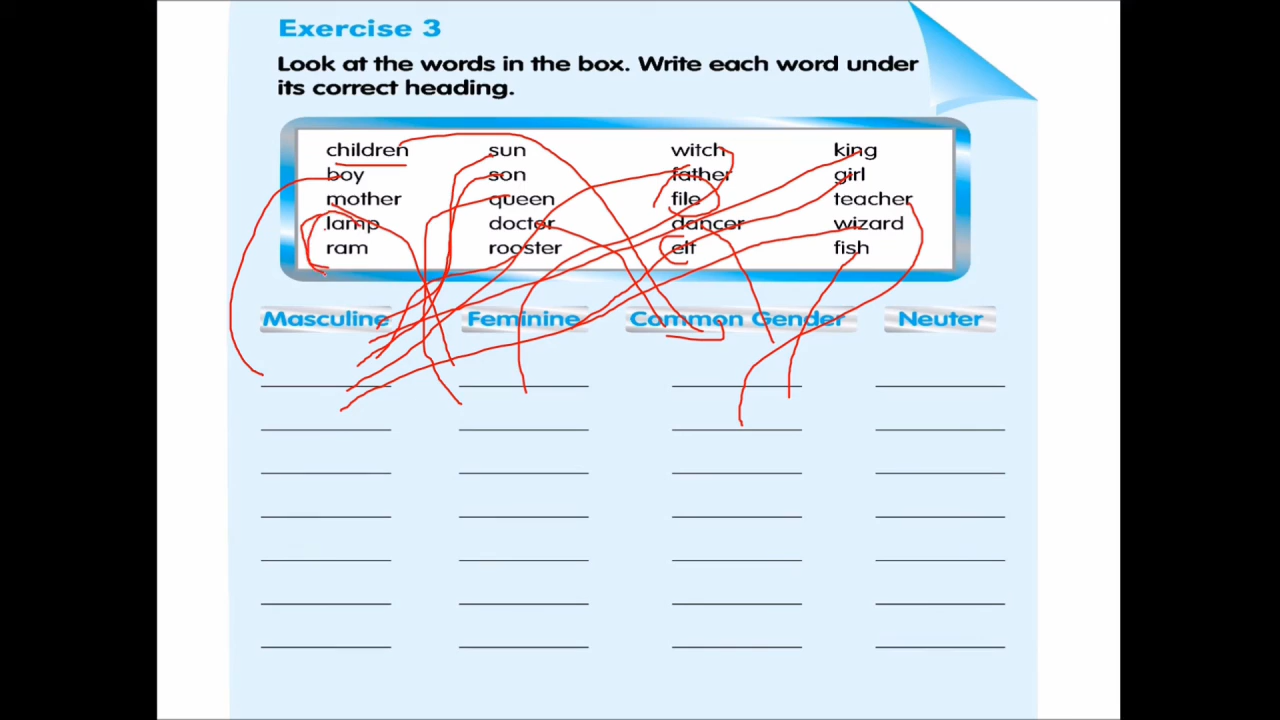 Exercise 3
Look at the words in the box. Write each word under
its correct heading.
children sun witch king
boy son father girl
mother queen file teacher
lamp doctor dancer wizard
ram rooster elf fish
Masculine Feminine Common Gender Neuter